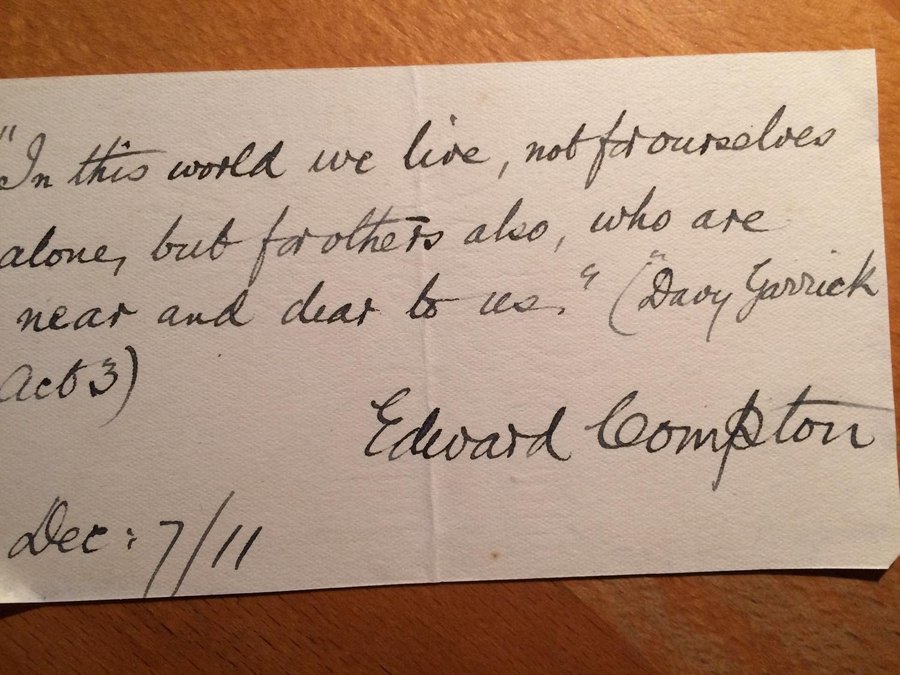 "In this world we live, not for ourselves
alone, but for others also, who are
near and dear to us." ("Davy Garrick
Act 3)
Edward Compton
Dec: 7/11